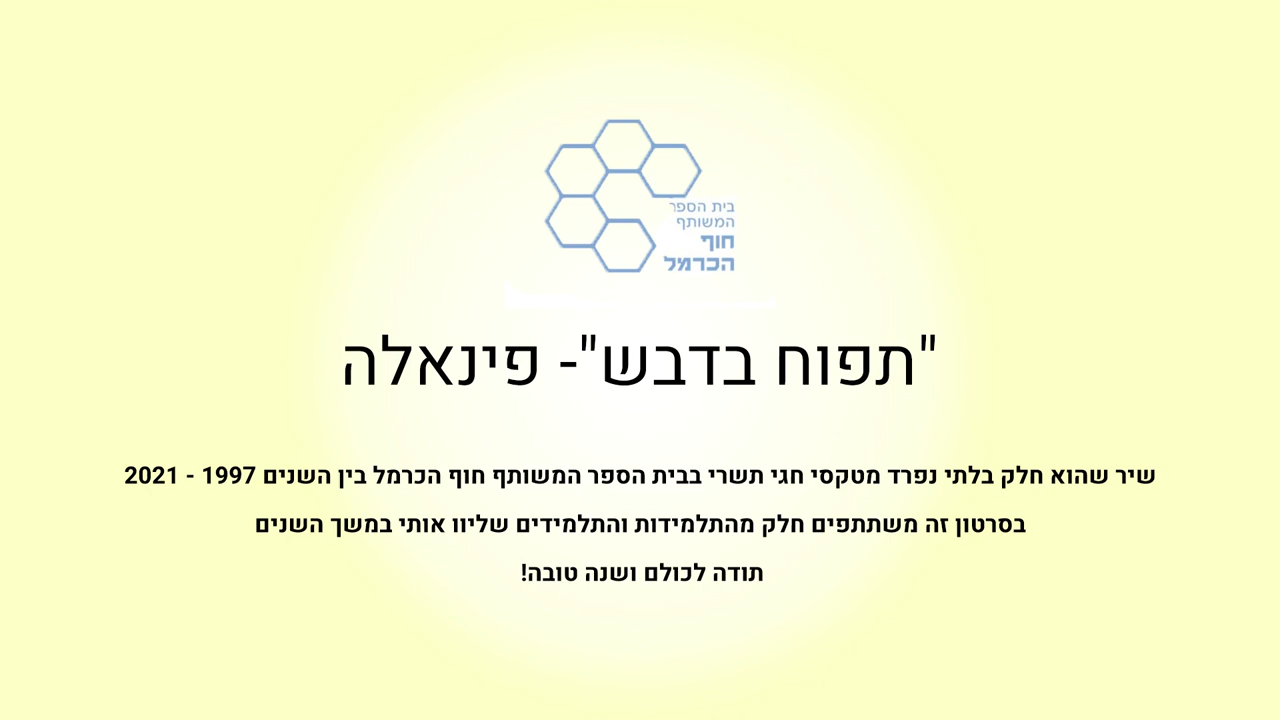 בית הספר
המשותף
חוף
הכרמל
"תפוח בדבש"- פינאלה
שיר שהוא חלק בלתי נפרד מטקסי חגי תשרי בבית הספר המשותף חוף הכרמל בין השנים 1997 - 2021
בסרטון זה משתתפים חלק מהתלמידות והתלמידים שליוו אותי במשך השנים
תודה לכולם ושנה טובה!